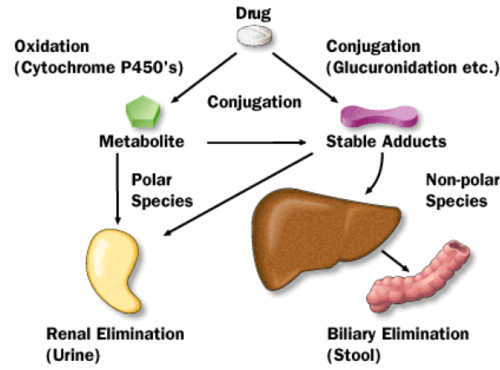 Drug
Oxidation
(Cytochrome P450's)
Conjugation
(Glucuronidation etc.)
Conjugation
Metabolite
Stable Adducts
Polar
Species
Non-polar
Species
Renal Elimination
(Urine)
Biliary Elimination
(Stool)